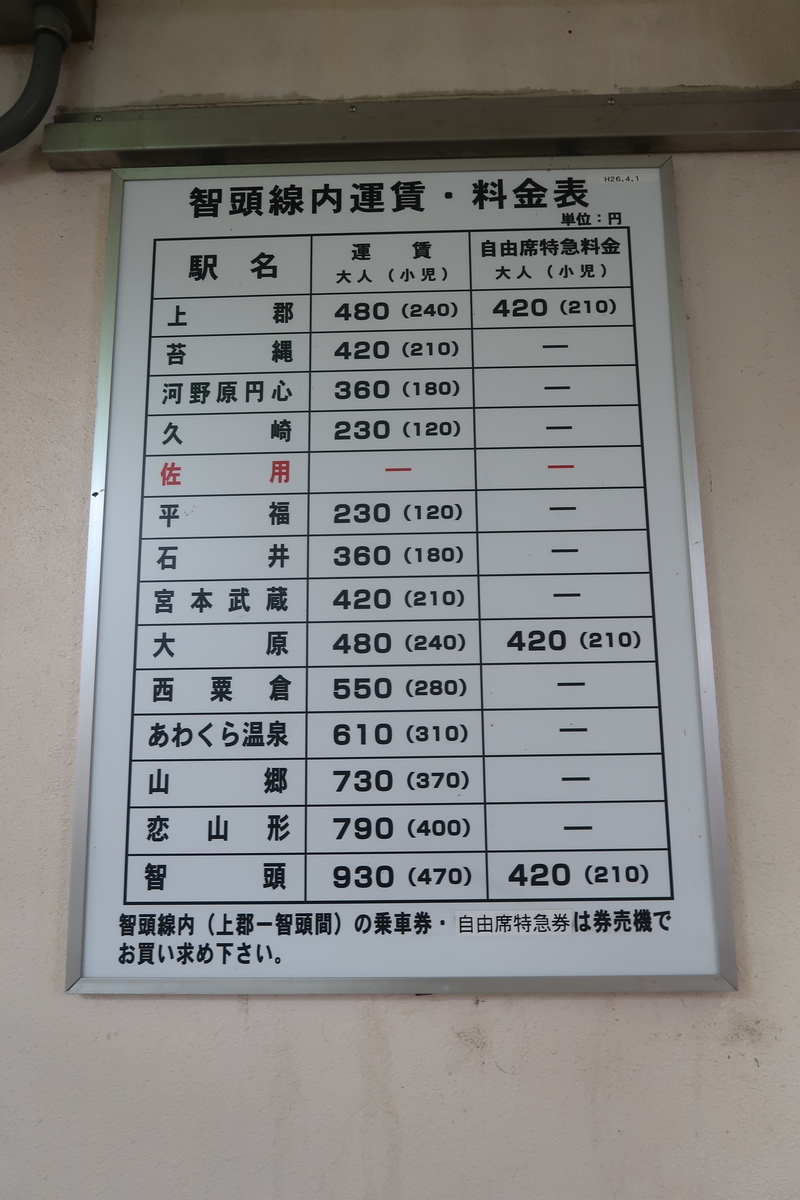 H26.4.1
智頭線内運賃・料金表
単位：円
駅名 運賃 大人（小児） 自由席特急料金 大人（小児）
上郡 480（240） 420（210）
苔縄 420（210） ―
河野原円心 360（180） ―
久崎 230（120） ―
佐用 ― ―
平福 230（120） ―
石井 360（180） ―
宮本武蔵 420（210） ―
大原 480（240） 420（210）
西粟倉 550（280） ―
あわくら温泉 610（310） ―
山郷 730（370） ―
恋山形 790（400） ―
智頭 930（470） 420（210）
智頭線内（上郡ー智頭間）の乗車券・自由席特急券は券売機で
お買い求め下さい。